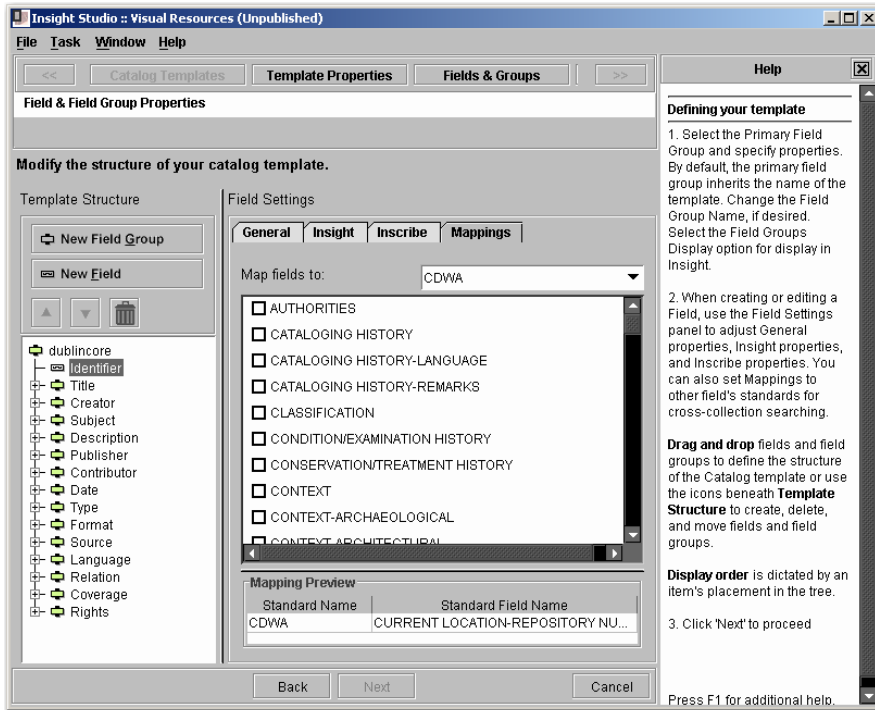 Insight Studio :: Visual Resources (Unpublished)
File Task Window Help
<< Catalog Templates Template Properties Fields & Groups >>
Field & Field Group Properties
Modify the structure of your catalog template.
Template Structure
New Field Group
New Field
dublincore
Identifier
Title
Creator
Subject
Description
Publisher
Contributor
Date
Type
Format
Source
Language
Relation
Coverage
Rights
Field Settings
General Insight Inscribe Mappings
Map fields to: CDWA
AUTHORITIES
CATALOGING HISTORY
CATALOGING HISTORY-LANGUAGE
CATALOGING HISTORY-REMARKS
CLASSIFICATION
CONDITION/EXAMINATION HISTORY
CONSERVATION/TREATMENT HISTORY
CONTEXT
CONTEXT-ARCHAEOLOGICAL
CONTEXT-ARCHITECTURAL
Mapping Preview
Standard Name Standard Field Name
CDWA CURRENT LOCATION-REPOSITORY NU...
Back Next Cancel
Help
Defining your template
1. Select the Primary Field
Group and specify properties.
By default, the primary field
group inherits the name of the
template. Change the Field
Group Name, if desired.
Select the Field Groups
Display option for display in
Insight.
2. When creating or editing a
Field, use the Field Settings
panel to adjust General
properties, Insight properties,
and Inscribe properties. You
can also set Mappings to
other field's standards for
cross-collection searching.
Drag and drop fields and field
groups to define the structure
of the Catalog template or use
the icons beneath Template
Structure to create, delete,
and move fields and field
groups.
Display order is dictated by an
item's placement in the tree.
3. Click 'Next' to proceed
Press F1 for additional help.